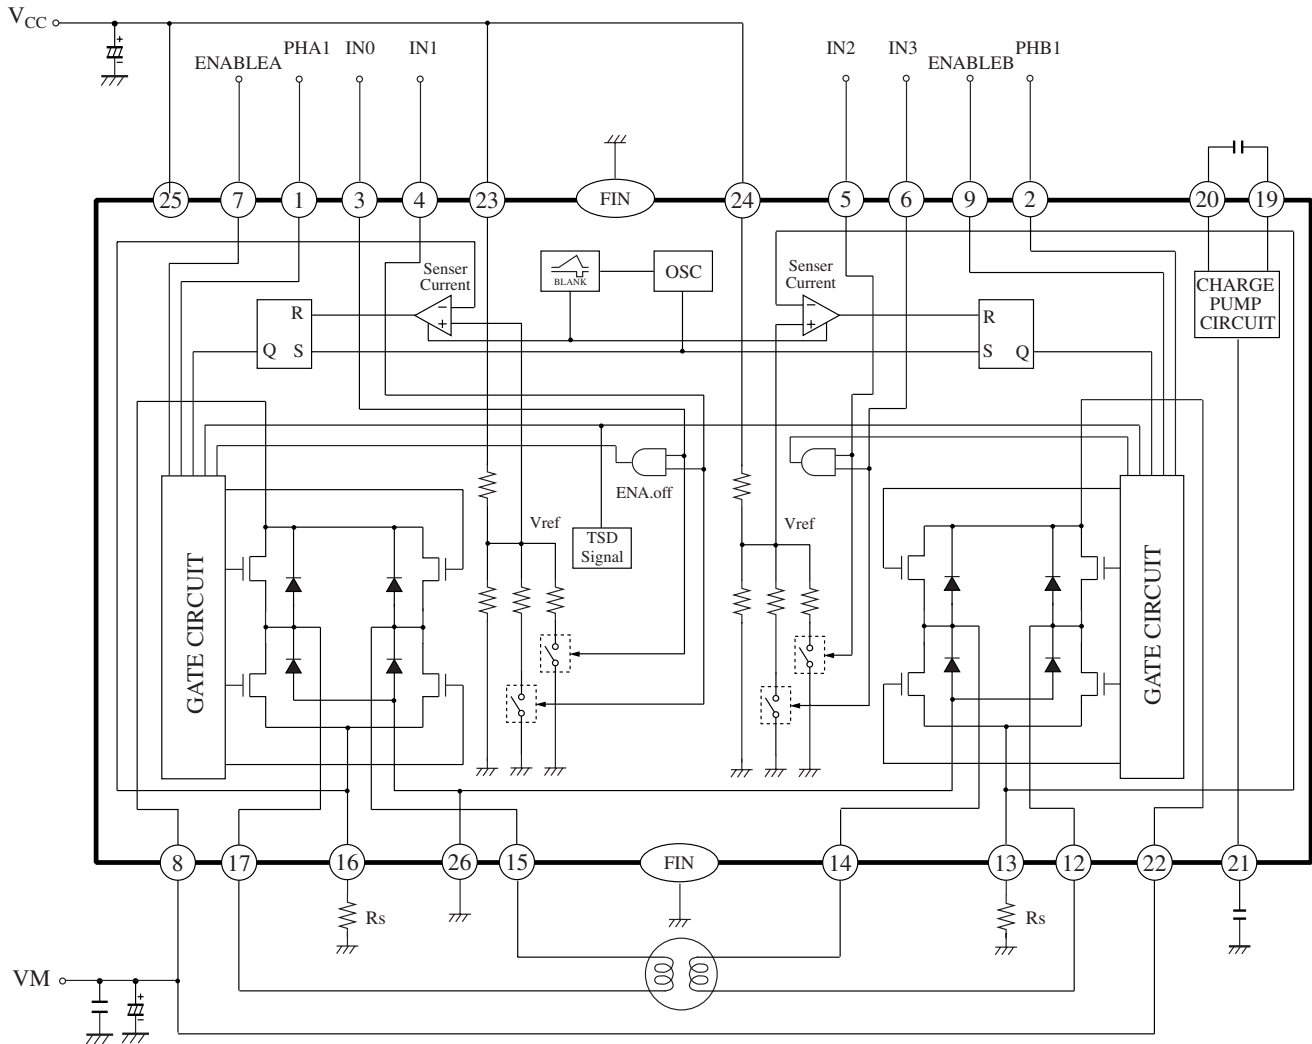 VCC
ENABLEA
PHA1
IN0
IN1
IN2
IN3
ENABLEB
PHB1
25
7
1
3
4
23
FIN
24
5
6
9
2
20
19
Senser
Current
BLANK
OSC
Senser
Current
CHARGE
PUMP
CIRCUIT
R
Q
S
−
+
−
+
R
S
Q
ENA.off
Vref
TSD
Signal
Vref
GATE CIRCUIT
GATE CIRCUIT
8
17
16
26
15
FIN
14
13
12
22
21
Rs
Rs
VM
+
−
+
−